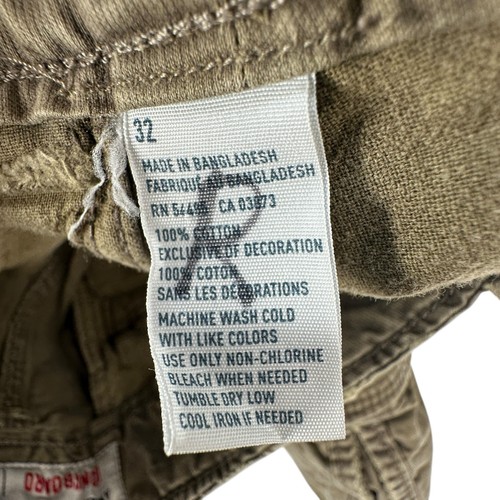 32
MADE IN BANGLADESH
FABRIQUÉ AU BANGLADESH
RN CA 03873
100% COTTON
EXCLUSIVE OF DECORATION
100% COTON
SANS LES DÉCORATIONS
MACHINE WASH COLD
WITH LIKE COLORS
USE ONLY NON-CHLORINE
BLEACH WHEN NEEDED
TUMBLE DRY LOW
COOL IRON IF NEEDED
R